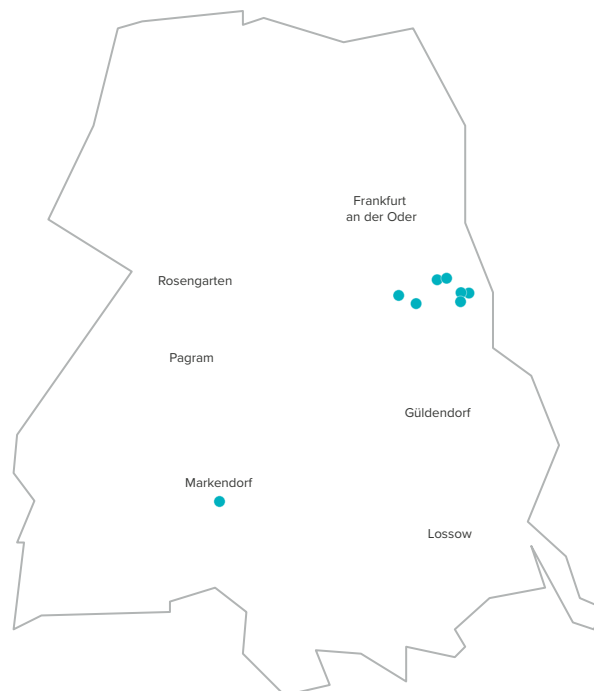 Frankfurt
an der Oder
Rosengarten
Pagram
Güldendorf
Markendorf
Lossow